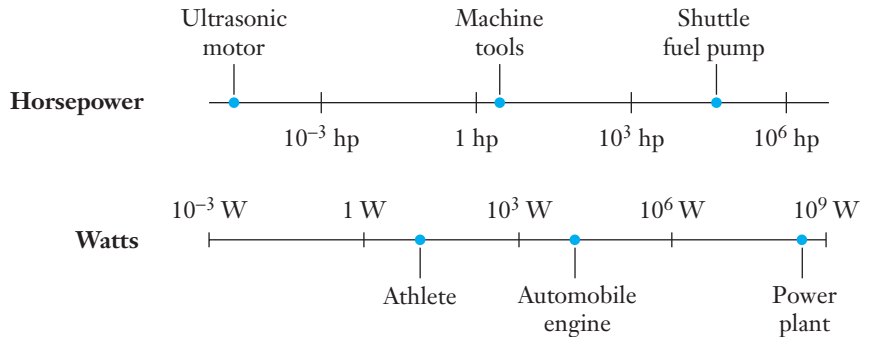 Ultrasonic Machine Shuttle
motor tools fuel pump
Horsepower
10⁻³ hp 1 hp 10³ hp 10⁶ hp
10⁻³ W 1 W 10³ W 10⁶ W 10⁹ W
Watts
Athlete Automobile Power
engine plant